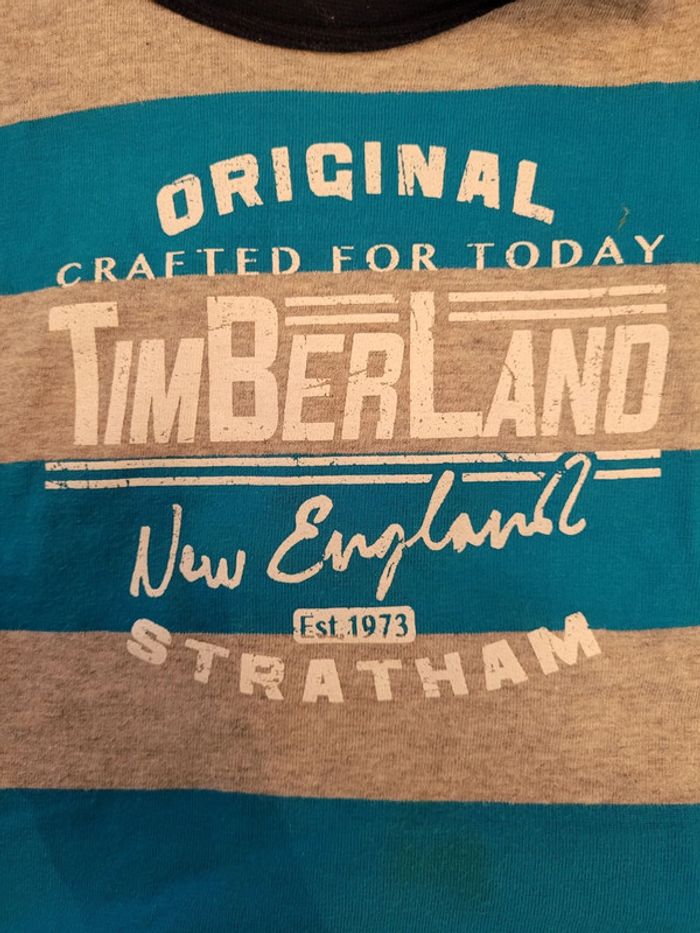 ORIGINAL
CRAFTED FOR TODAY
TIMBERLAND
New England
Est.1973
STRATHAM